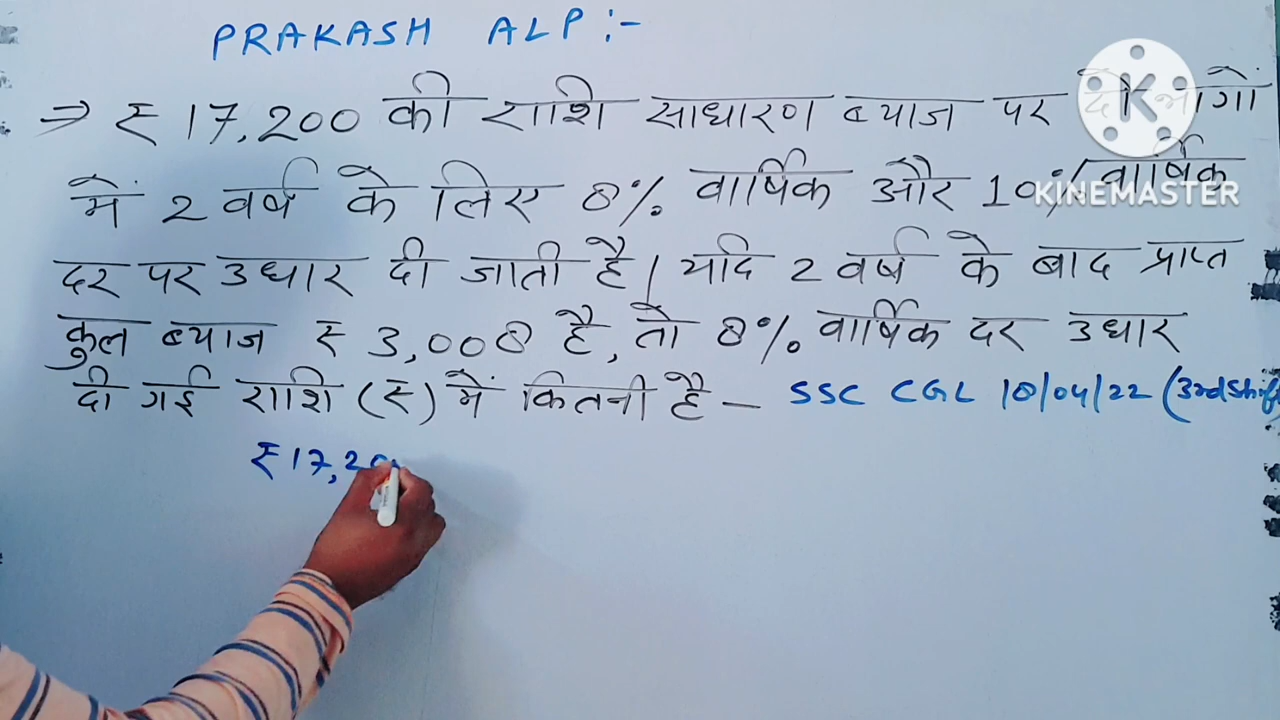 PRAKASH ALP :-
→ ₹ 17,200 की राशि साधारण ब्याज पर दो भागों
में 2 वर्ष के लिए 8% वार्षिक और 10% वार्षिक
दर पर उधार दी जाती है। यदि 2 वर्ष के बाद प्राप्त
कुल ब्याज ₹ 3,008 है, तो 8% वार्षिक दर उधार
दी गई राशि (₹) में कितनी है —
SSC CGL 18/04/22 (3rd Shift
₹17,20
K
KINEMASTER